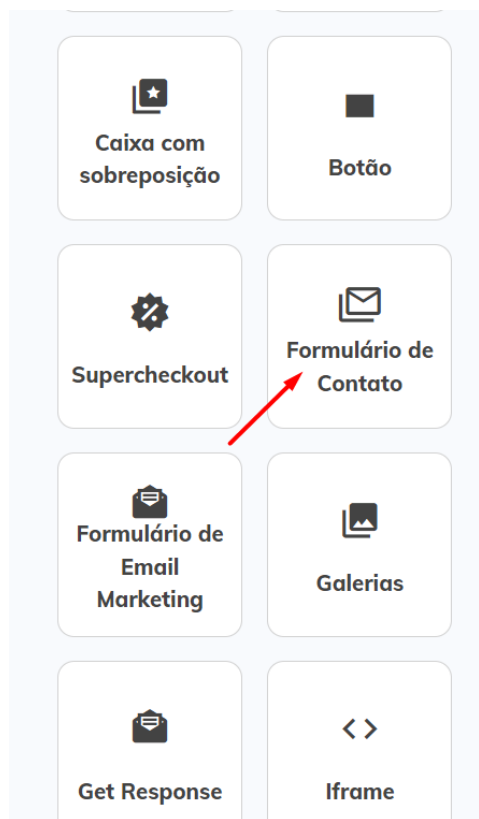 Caixa com
sobreposição
Botão
Supercheckout
Formulário de
Contato
Formulário de
Email
Marketing
Galerias
Get Response
Iframe